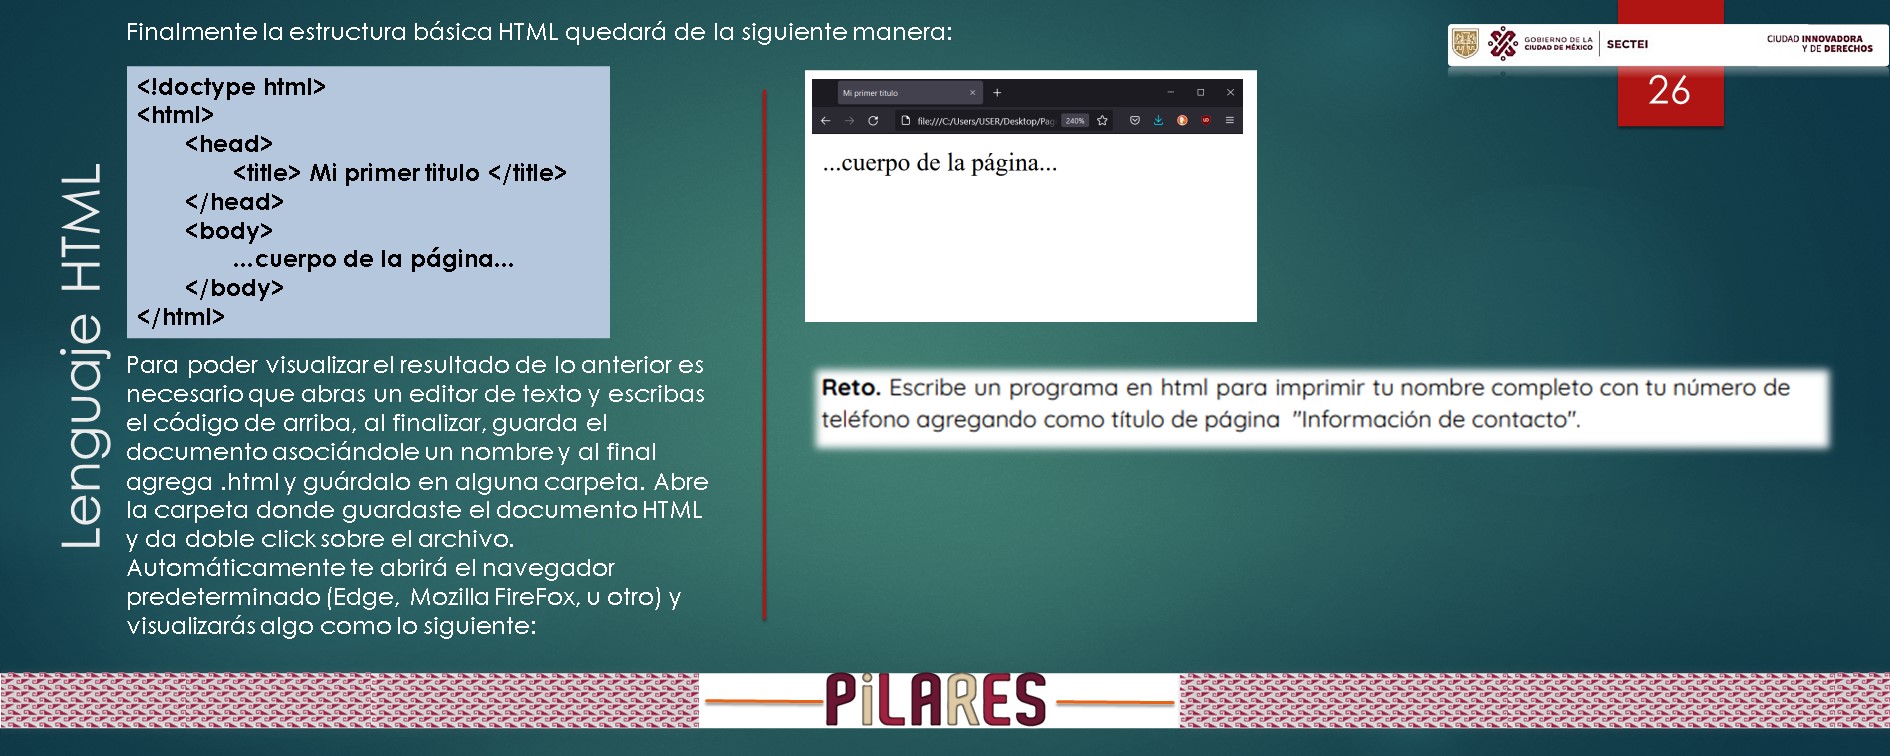 Finalmente la estructura básica HTML quedará de la siguiente manera:
<!doctype html>
<html>
<head>
<title> Mi primer titulo </title>
</head>
<body>
...cuerpo de la página...
</body>
</html>
Lenguaje HTML
Para poder visualizar el resultado de lo anterior es
necesario que abras un editor de texto y escribas
el código de arriba, al finalizar, guarda el
documento asociándole un nombre y al final
agrega .html y guárdalo en alguna carpeta. Abre
la carpeta donde guardaste el documento HTML
y da doble click sobre el archivo.
Automáticamente te abrirá el navegador
predeterminado (Edge, Mozilla FireFox, u otro) y
visualizarás algo como lo siguiente:
Mi primer titulo
file:///C:/Users/USER/Desktop/Pag
240%
...cuerpo de la página...
Reto. Escribe un programa en html para imprimir tu nombre completo con tu número de
teléfono agregando como título de página "Información de contacto".
GOBIERNO DE LA
CIUDAD DE MÉXICO
SECTEI
CIUDAD INNOVADORA
Y DE DERECHOS
26
PiLARES